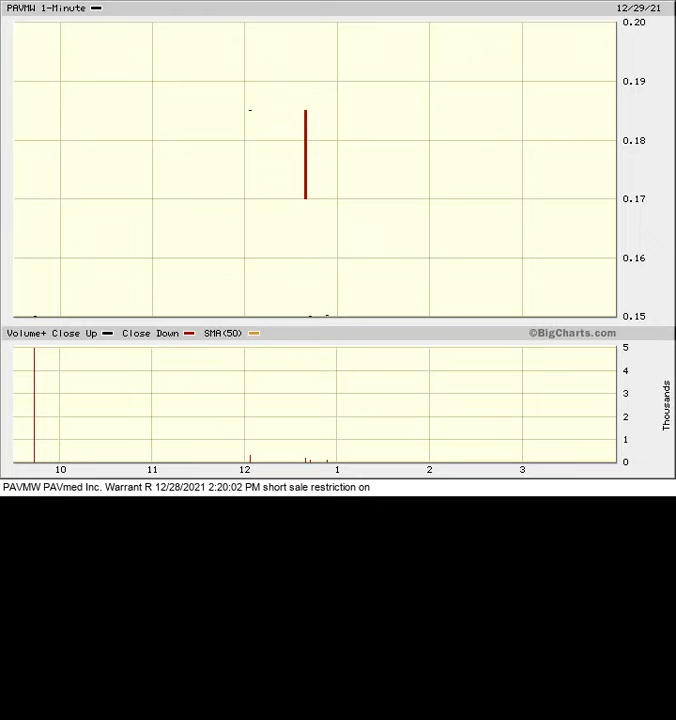 PAVMW 1-Minute 12/29/21
0.20
0.19
0.18
0.17
0.16
0.15
Volume+ Close Up Close Down SMA(50) ©BigCharts.com
5
4
3
2
1
0
Thousands
10 11 12 1 2 3
PAVMW PAVmed Inc. Warrant R 12/28/2021 2:20:02 PM short sale restriction on